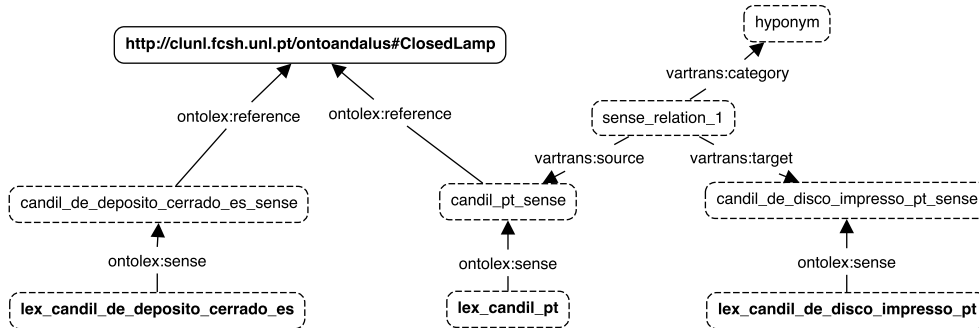 hyponym
http://clunl.fcsh.unl.pt/ontoandalus#ClosedLamp
vartrans:category
ontolex:reference
ontolex:reference
sense_relation_1
vartrans:source
vartrans:target
candil_de_deposito_cerrado_es_sense
candil_pt_sense
candil_de_disco_impresso_pt_sense
ontolex:sense
ontolex:sense
ontolex:sense
lex_candil_de_deposito_cerrado_es
lex_candil_pt
lex_candil_de_disco_impresso_pt